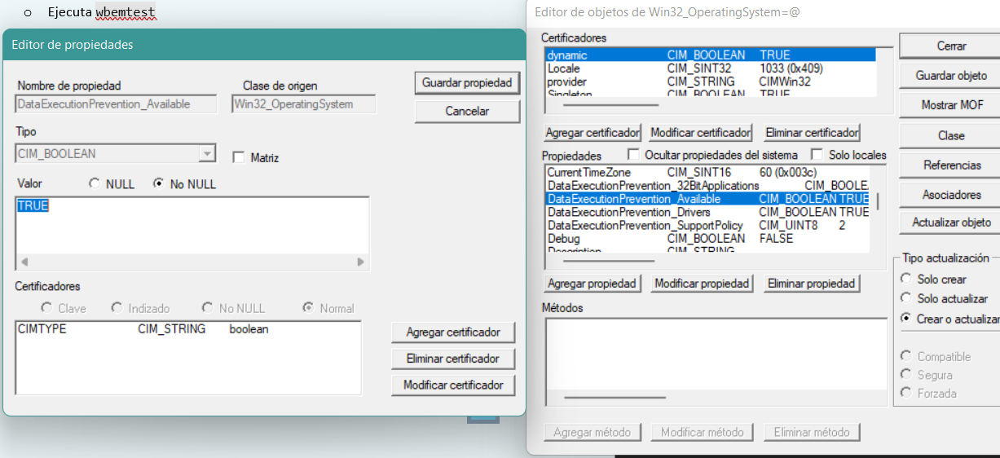 o Ejecuta wbemtest
Editor de propiedades
Nombre de propiedad Clase de origen
DataExecutionPrevention_Available Win32_OperatingSystem
Guardar propiedad
Cancelar
Tipo
CIM_BOOLEAN Matriz
Valor NULL No NULL
TRUE
Certificadores
Clave Indizado No NULL Normal
CIMTYPE CIM_STRING boolean
Agregar certificador
Eliminar certificador
Modificar certificador
Editor de objetos de Win32_OperatingSystem=@
Certificadores
dynamic CIM_BOOLEAN TRUE
Locale CIM_SINT32 1033 (0x409)
provider CIM_STRING CIMWin32
Singleton CIM_BOOLEAN TRUE
Agregar certificador Modificar certificador Eliminar certificador
Propiedades Ocultar propiedades del sistema Solo locales
CurrentTimeZone CIM_SINT16 60 (0x003c)
DataExecutionPrevention_32BitApplications CIM_BOOLEA
DataExecutionPrevention_Available CIM_BOOLEAN TRUE
DataExecutionPrevention_Drivers CIM_BOOLEAN TRUE
DataExecutionPrevention_SupportPolicy CIM_UINT8 2
Debug CIM_BOOLEAN FALSE
Description CIM_STRING
Agregar propiedad Modificar propiedad Eliminar propiedad
Métodos
Agregar método Modificar método Eliminar método
Cerrar
Guardar objeto
Mostrar MOF
Clase
Referencias
Asociadores
Actualizar objeto
Tipo actualización
Solo crear
Solo actualizar
Crear o actualizar
Compatible
Segura
Forzada